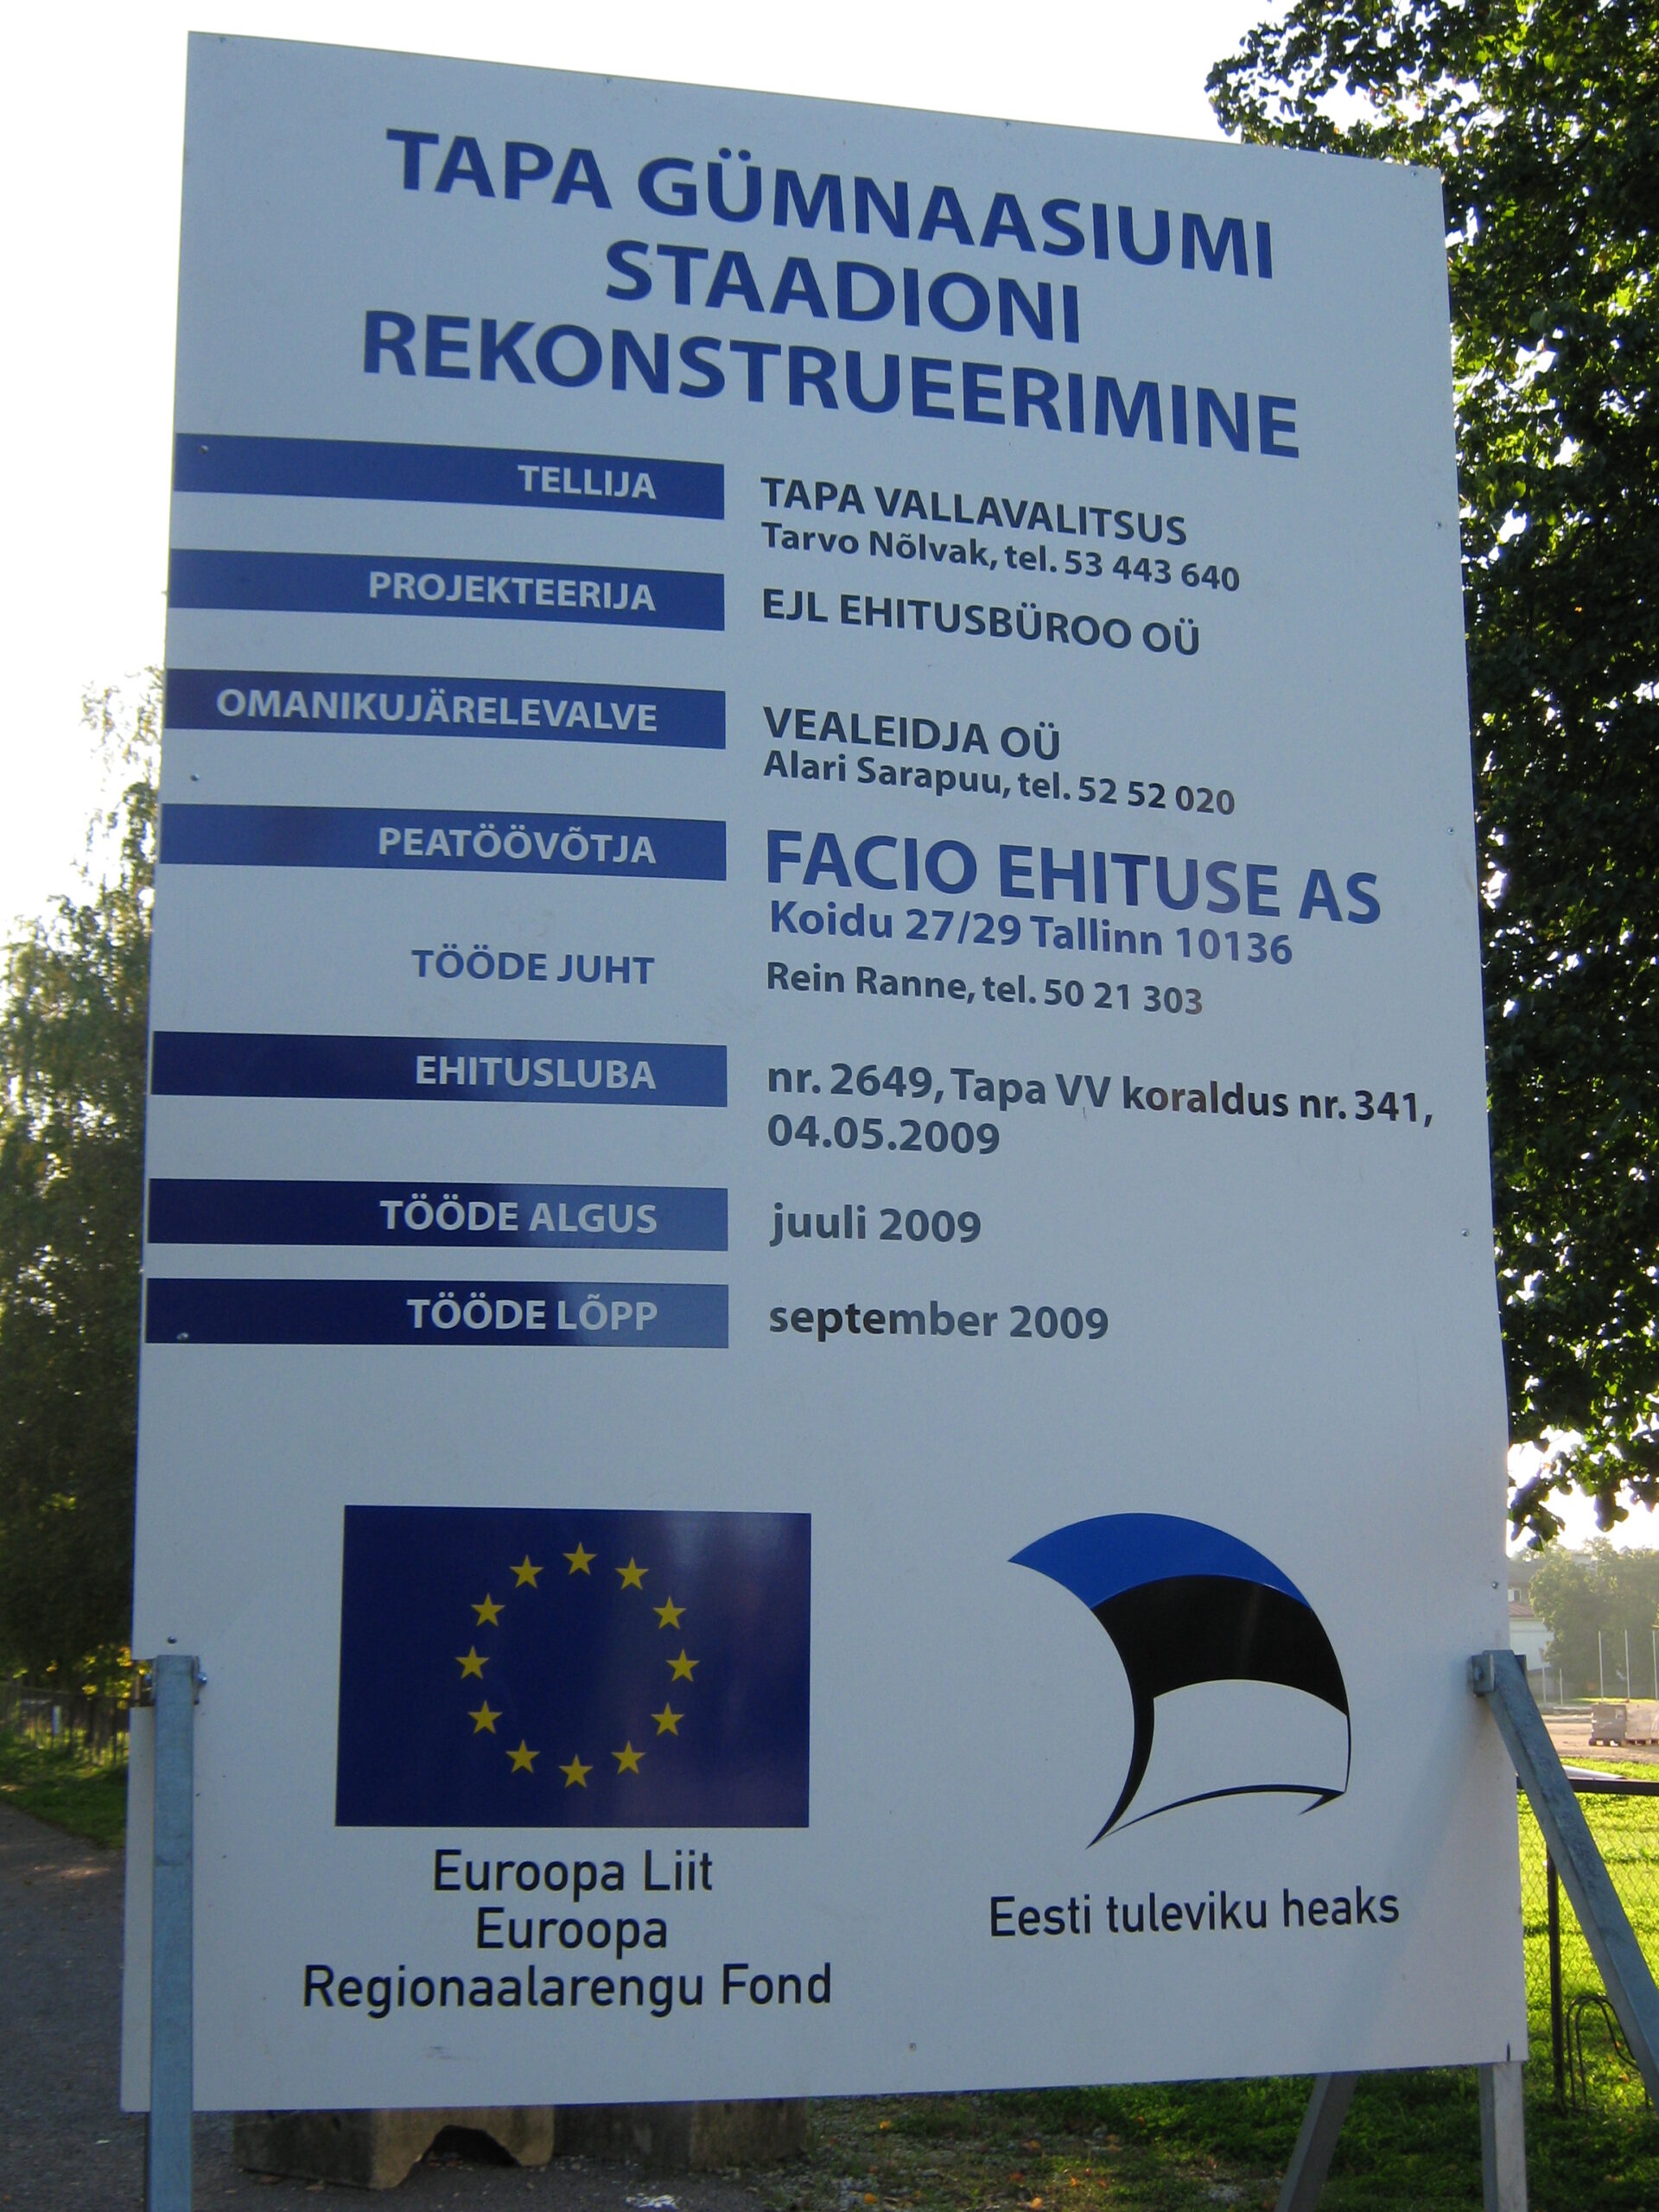 TAPA GÜMNAASIUMI
STAADIONI
REKONSTRUEERIMINE
TELLIJA
TAPA VALLAVALITSUS
Tarvo Nõlvak, tel. 53 443 640
PROJEKTEERIJA
EJL EHITUSBÜROO OÜ
OMANIKUJÄRELEVALVE
VEALEIDJA OÜ
Alari Sarapuu, tel. 52 52 020
PEATÖÖVÕTJA
FACIO EHITUSE AS
Koidu 27/29 Tallinn 10136
TÖÖDE JUHT
Rein Ranne, tel. 50 21 303
EHITUSLUBA
nr. 2649, Tapa VV koraldus nr. 341,
04.05.2009
TÖÖDE ALGUS
juuli 2009
TÖÖDE LÕPP
september 2009
Euroopa Liit
Euroopa
Regionaalarengu Fond
Eesti tuleviku heaks